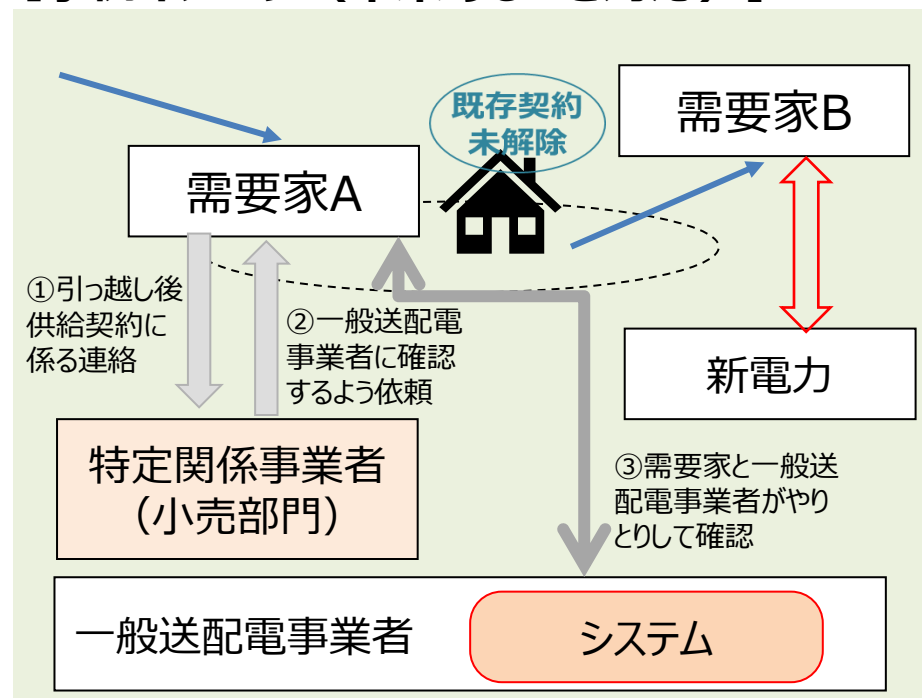 既存契約
未解除
需要家B
需要家A
①引っ越し後
供給契約に
係る連絡
②一般送配電
事業者に確認
するよう依頼
新電力
特定関係事業者
（小売部門）
③需要家と一般送
配電事業者がやり
とりして確認
一般送配電事業者
システム